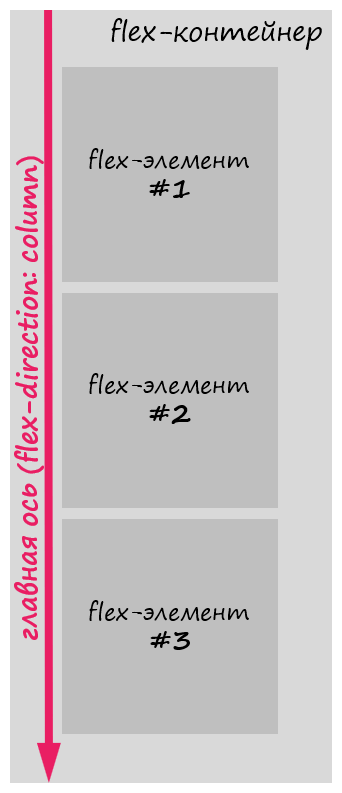 flex-контейнер
главная ось (flex-direction: column)
flex-элемент
#1
flex-элемент
#2
flex-элемент
#3